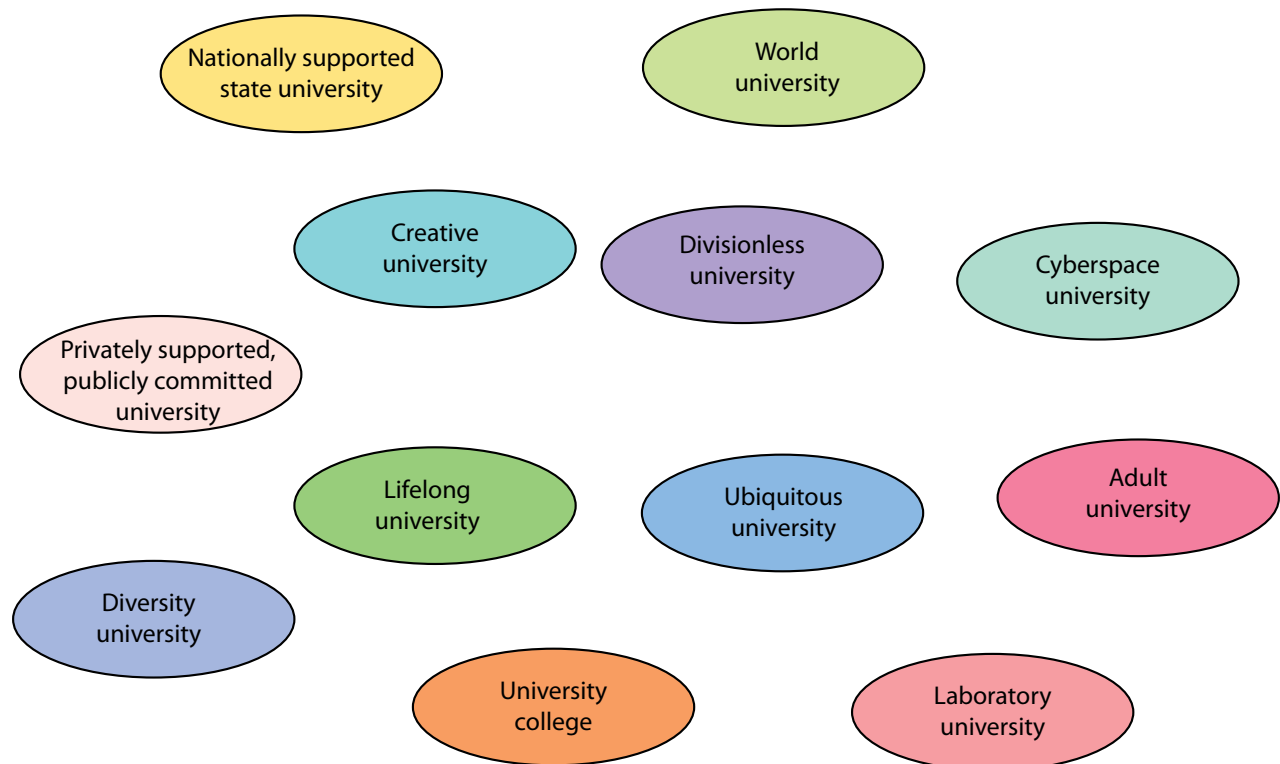 Nationally supported
state university
World
university
Creative
university
Divisionless
university
Cyberspace
university
Privately supported,
publicly committed
university
Lifelong
university
Ubiquitous
university
Adult
university
Diversity
university
University
college
Laboratory
university